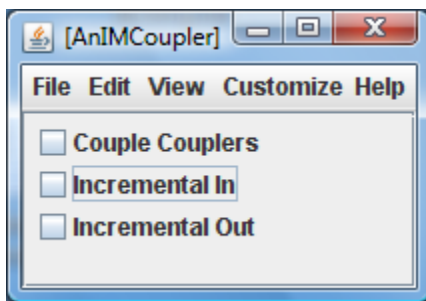 [AnIMCoupler]
File Edit View Customize Help
Couple Couplers
Incremental In
Incremental Out